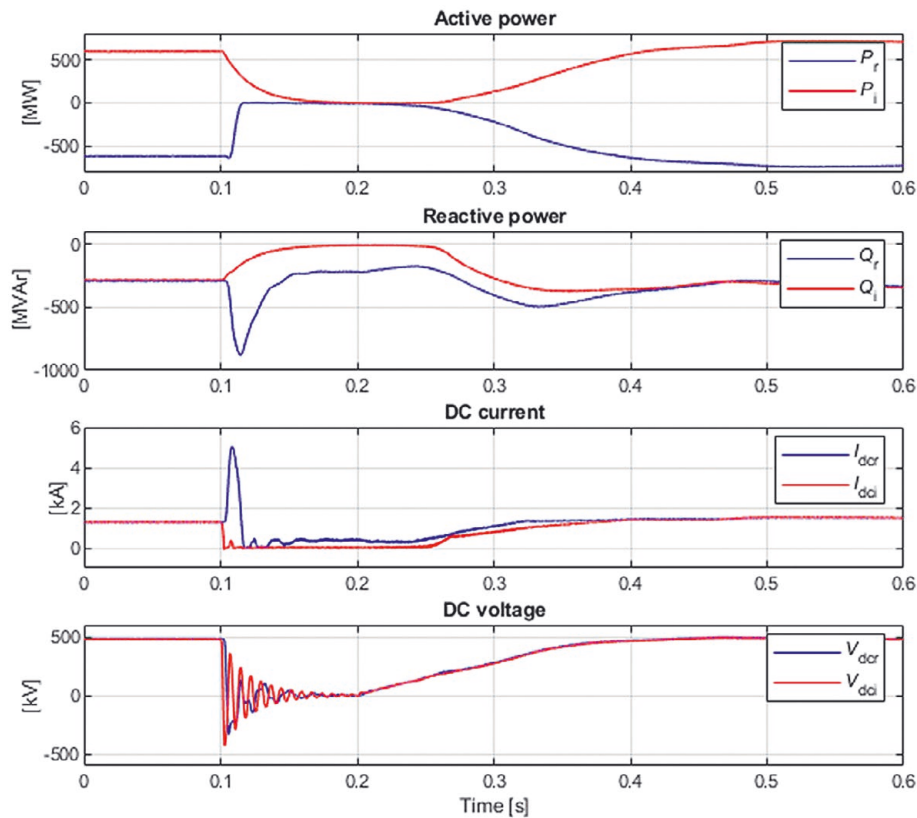 Active power
500
0
-500
[MW]
P_r
P_i
0 0.1 0.2 0.3 0.4 0.5 0.6
Reactive power
0
-500
-1000
[MVAr]
Q_r
Q_i
0 0.1 0.2 0.3 0.4 0.5 0.6
DC current
6
4
2
0
[kA]
I_dcr
I_dci
0 0.1 0.2 0.3 0.4 0.5 0.6
DC voltage
500
0
-500
[kV]
V_dcr
V_dci
0 0.1 0.2 0.3 0.4 0.5 0.6
Time [s]